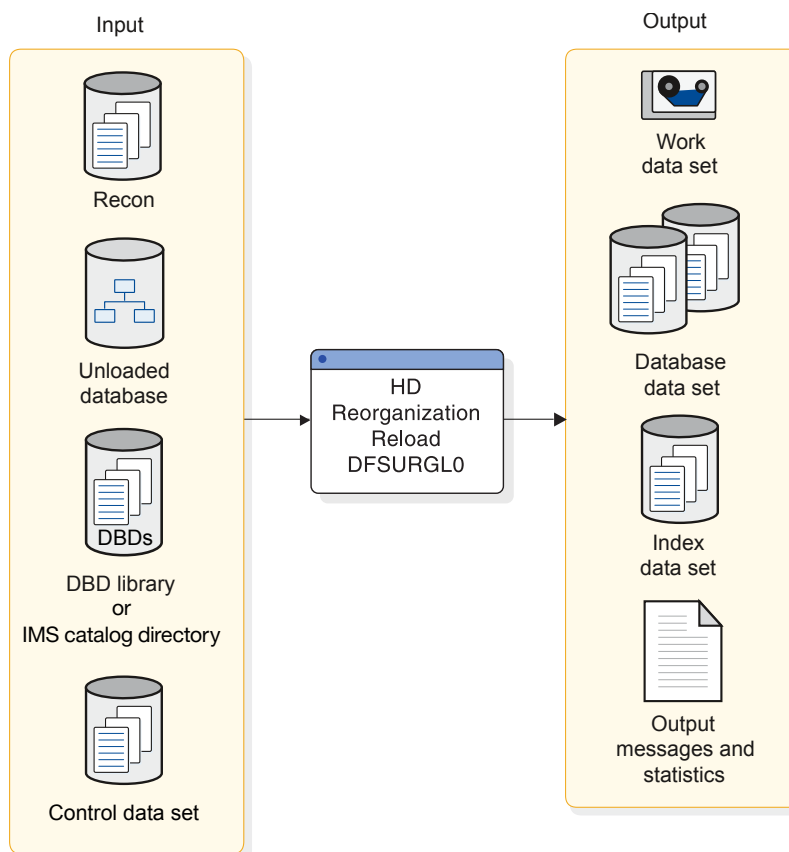 Input
Recon
Unloaded
database
DBDs
DBD library
or
IMS catalog directory
Control data set
HD
Reorganization
Reload
DFSURGL0
Output
Work
data set
Database
data set
Index
data set
Output
messages and
statistics